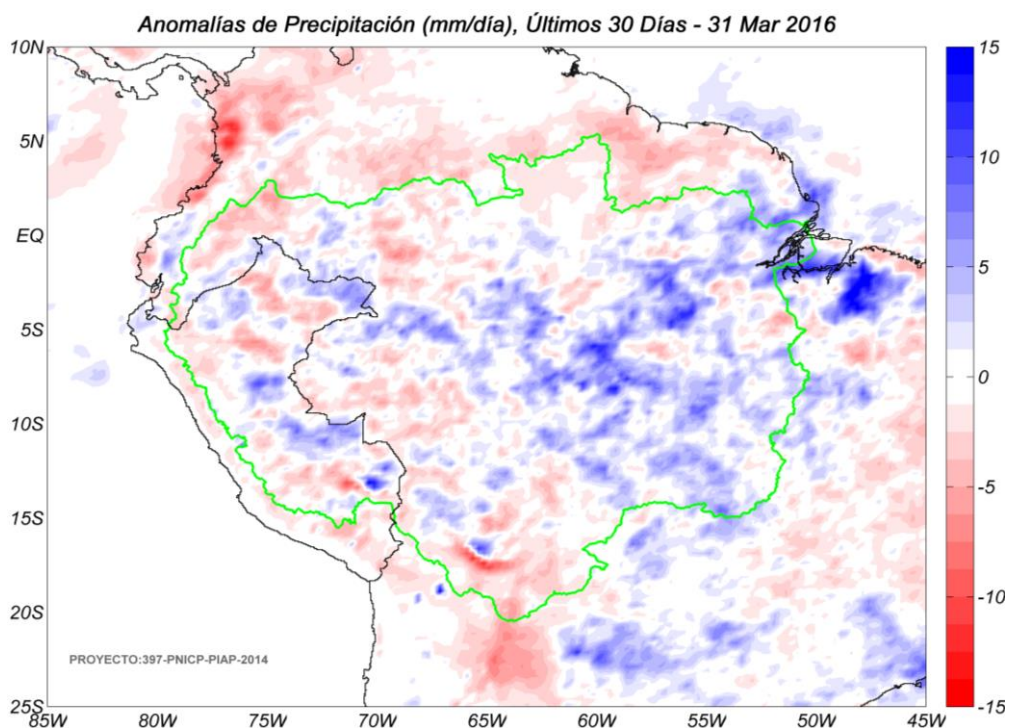 Anomalías de Precipitación (mm/día), Últimos 30 Días - 31 Mar 2016
10N
5N
EQ
5S
10S
15S
20S
25S
85W 80W 75W 70W 65W 60W 55W 50W 45W
15
10
5
0
-5
-10
-15
PROYECTO:397-PNICP-PIAP-2014